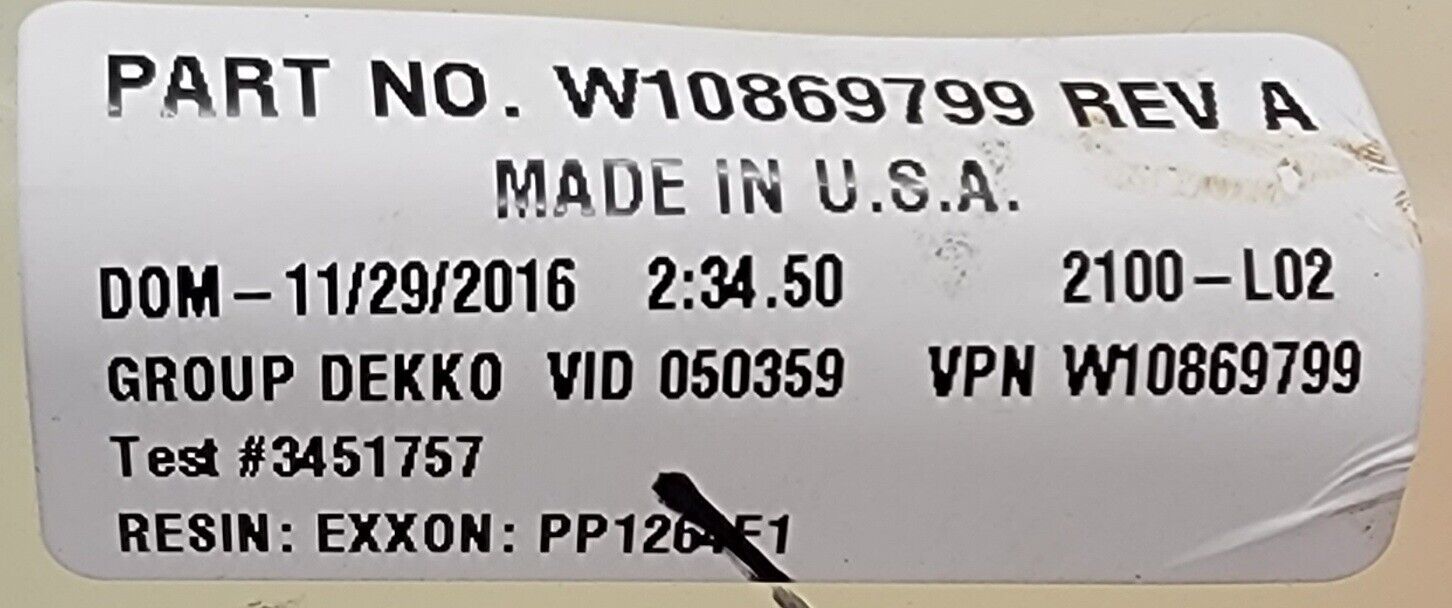 PART NO. W10869799 REV A
MADE IN U.S.A.
DOM-11/29/2016 2:34.50 2100-L02
GROUP DEKKO VID 050359 VPN W10869799
Test #3451757
RESIN: EXXON: